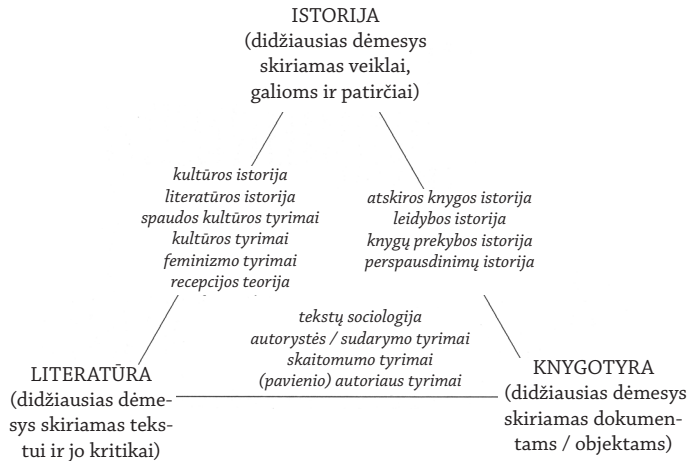 ISTORIJA
(didžiausias dėmesys
skiriamas veiklai,
galioms ir patirčiai)
kultūros istorija
literatūros istorija
spaudos kultūros tyrimai
kultūros tyrimai
feminizmo tyrimai
recepcijos teorija
atskiros knygos istorija
leidybos istorija
knygų prekybos istorija
perspausdinimų istorija
tekstų sociologija
autorystės / sudarymo tyrimai
skaitomumo tyrimai
(pavienio) autoriaus tyrimai
LITERATŪRA
(didžiausias dėme-
sys skiriamas teks-
tui ir jo kritikai)
KNYGOTYRA
(didžiausias dėmesys
skiriamas dokumen-
tams / objektams)